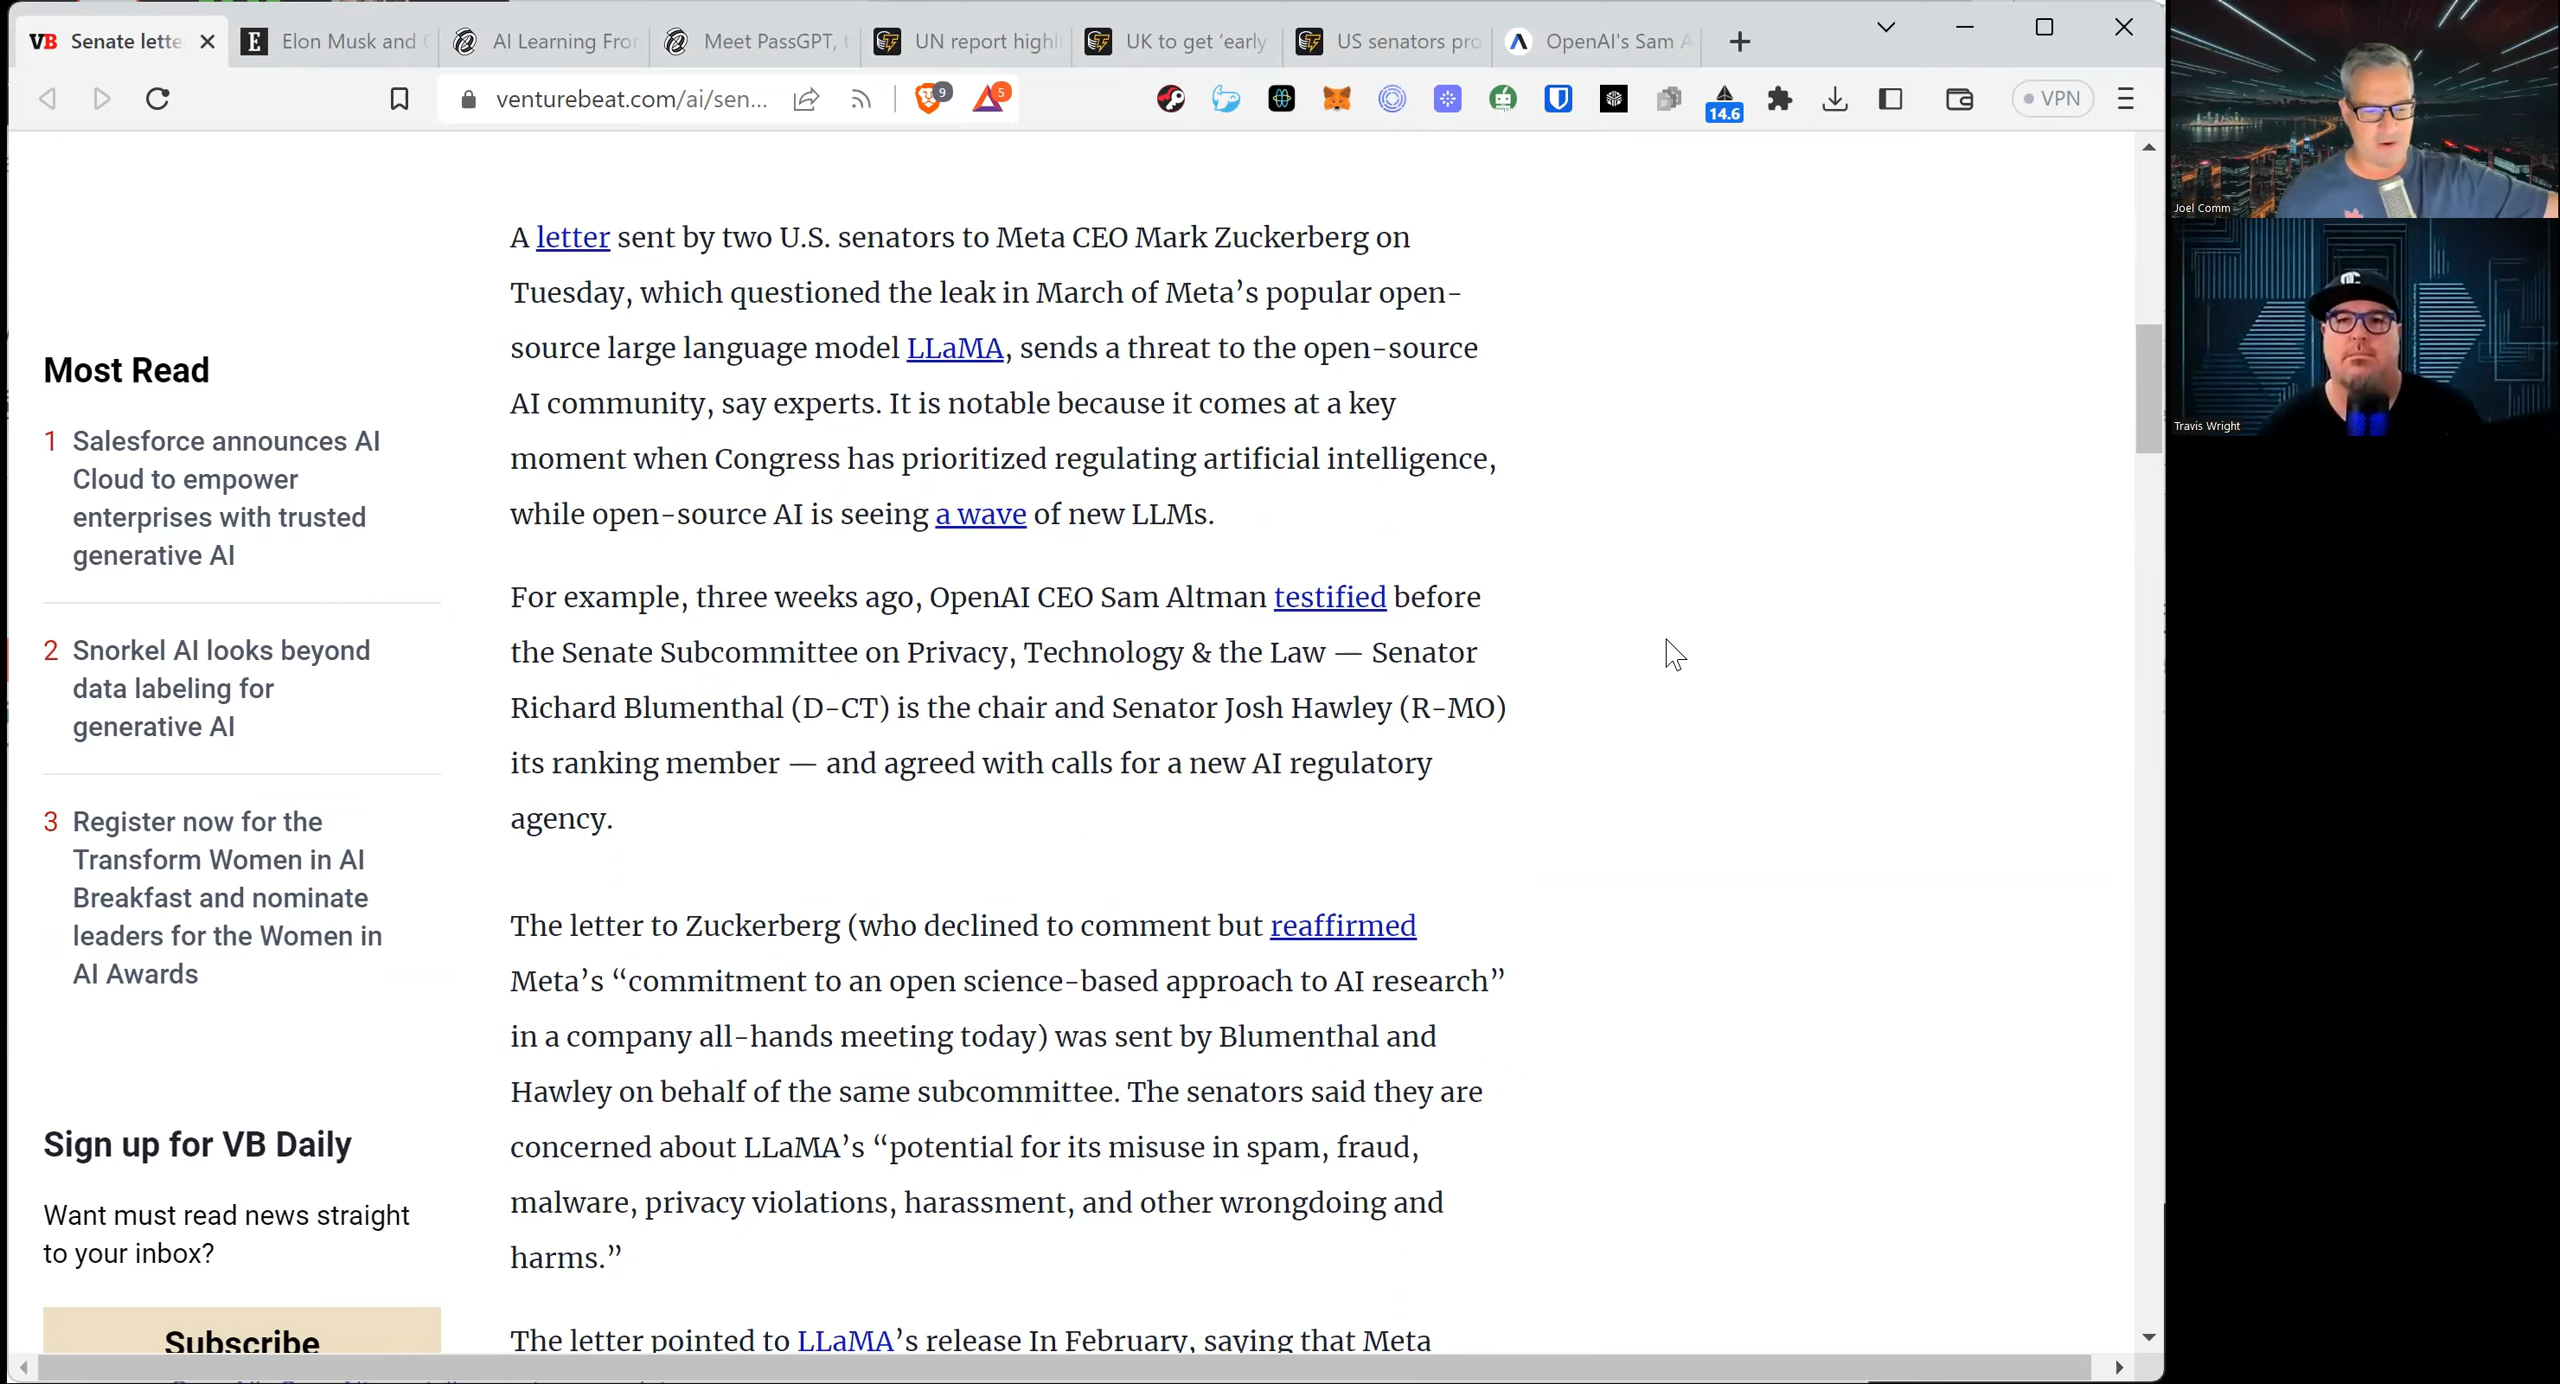 VB Senate lette
E Elon Musk and
AI Learning Fror
Meet PassGPT, t
UN report highl
UK to get ‘early
US senators pro
OpenAI's Sam A
venturebeat.com/ai/sen...
9
5
14.6
VPN
Most Read
1 Salesforce announces AI
Cloud to empower
enterprises with trusted
generative AI
2 Snorkel AI looks beyond
data labeling for
generative AI
3 Register now for the
Transform Women in AI
Breakfast and nominate
leaders for the Women in
AI Awards
Sign up for VB Daily
Want must read news straight
to your inbox?
Subscribe
A letter sent by two U.S. senators to Meta CEO Mark Zuckerberg on
Tuesday, which questioned the leak in March of Meta’s popular open-
source large language model LLaMA, sends a threat to the open-source
AI community, say experts. It is notable because it comes at a key
moment when Congress has prioritized regulating artificial intelligence,
while open-source AI is seeing a wave of new LLMs.
For example, three weeks ago, OpenAI CEO Sam Altman testified before
the Senate Subcommittee on Privacy, Technology & the Law — Senator
Richard Blumenthal (D-CT) is the chair and Senator Josh Hawley (R-MO)
its ranking member — and agreed with calls for a new AI regulatory
agency.
The letter to Zuckerberg (who declined to comment but reaffirmed
Meta’s “commitment to an open science-based approach to AI research”
in a company all-hands meeting today) was sent by Blumenthal and
Hawley on behalf of the same subcommittee. The senators said they are
concerned about LLaMA’s “potential for its misuse in spam, fraud,
malware, privacy violations, harassment, and other wrongdoing and
harms.”
The letter pointed to LLaMA’s release In February, saying that Meta
Joel Comm
Travis Wright